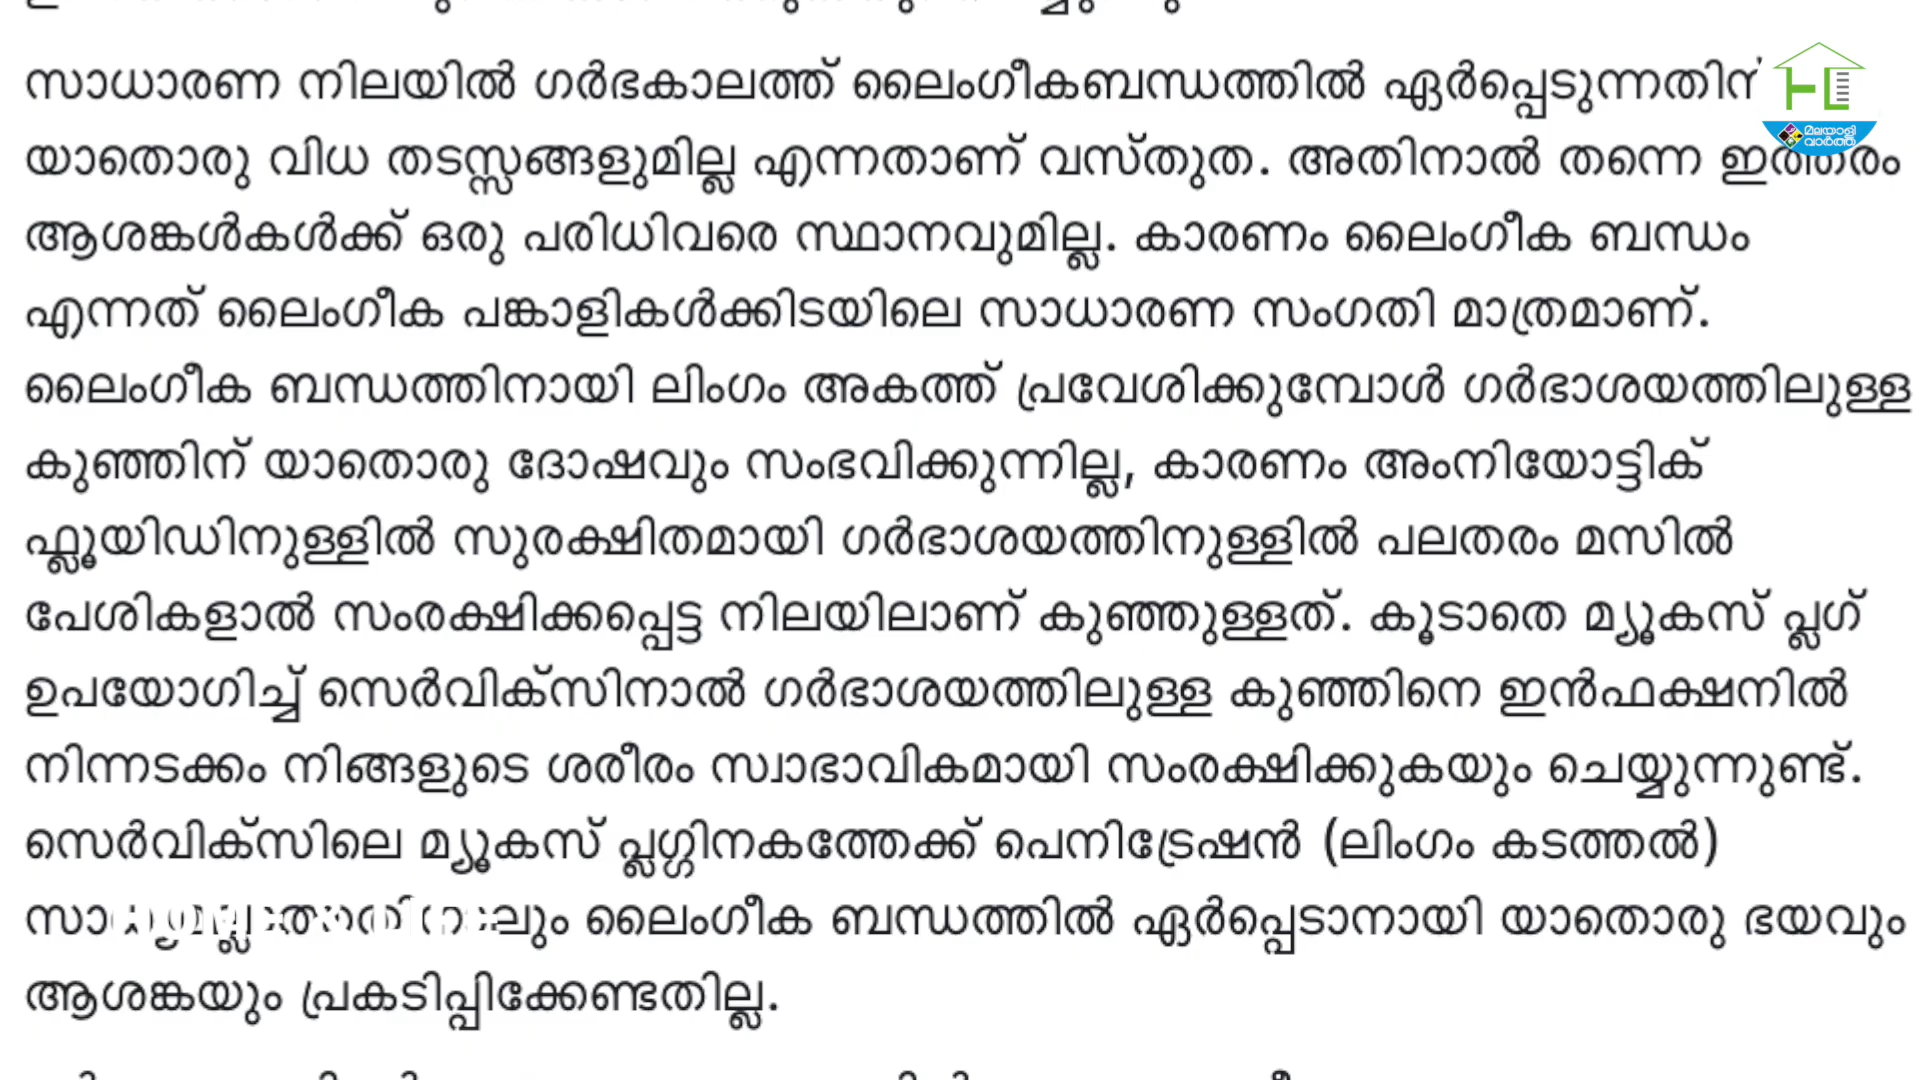 സാധാരണ നിലയിൽ ഗർഭകാലത്ത് ലൈംഗീകബന്ധത്തിൽ ഏർപ്പെടുന്നതിന്
യാതൊരു വിധ തടസ്സങ്ങളുമില്ല എന്നതാണ് വസ്തുത. അതിനാൽ തന്നെ ഇത്തരം
ആശങ്കൾകൾക്ക് ഒരു പരിധിവരെ സ്ഥാനവുമില്ല. കാരണം ലൈംഗീക ബന്ധം
എന്നത് ലൈംഗീക പങ്കാളികൾക്കിടയിലെ സാധാരണ സംഗതി മാത്രമാണ്.
ലൈംഗീക ബന്ധത്തിനായി ലിംഗം അകത്ത് പ്രവേശിക്കുമ്പോൾ ഗർഭാശയത്തിലുള്ള
കുഞ്ഞിന് യാതൊരു ദോഷവും സംഭവിക്കുന്നില്ല, കാരണം അംനിയോട്ടിക്
ഫ്ലൂയിഡിനുള്ളിൽ സുരക്ഷിതമായി ഗർഭാശയത്തിനുള്ളിൽ പലതരം മസിൽ
പേശികളാൽ സംരക്ഷിക്കപ്പെട്ട നിലയിലാണ് കുഞ്ഞുള്ളത്. കൂടാതെ മ്യൂകസ് പ്ലഗ്
ഉപയോഗിച്ച് സെർവിക്സിനാൽ ഗർഭാശയത്തിലുള്ള കുഞ്ഞിനെ ഇൻഫക്ഷനിൽ
നിന്നടക്കം നിങ്ങളുടെ ശരീരം സ്വാഭാവികമായി സംരക്ഷിക്കുകയും ചെയ്യുന്നുണ്ട്.
സെർവിക്സിലെ മ്യൂകസ് പ്ലഗ്ഗിനകത്തേക്ക് പെനിട്രേഷൻ (ലിംഗം കടത്തൽ)
ലൈംഗീക ബന്ധത്തിൽ ഏർപ്പെടാനായി യാതൊരു ഭയവും
ആശങ്കയും പ്രകടിപ്പിക്കേണ്ടതില്ല.
മലയാളി
വാർത്ത